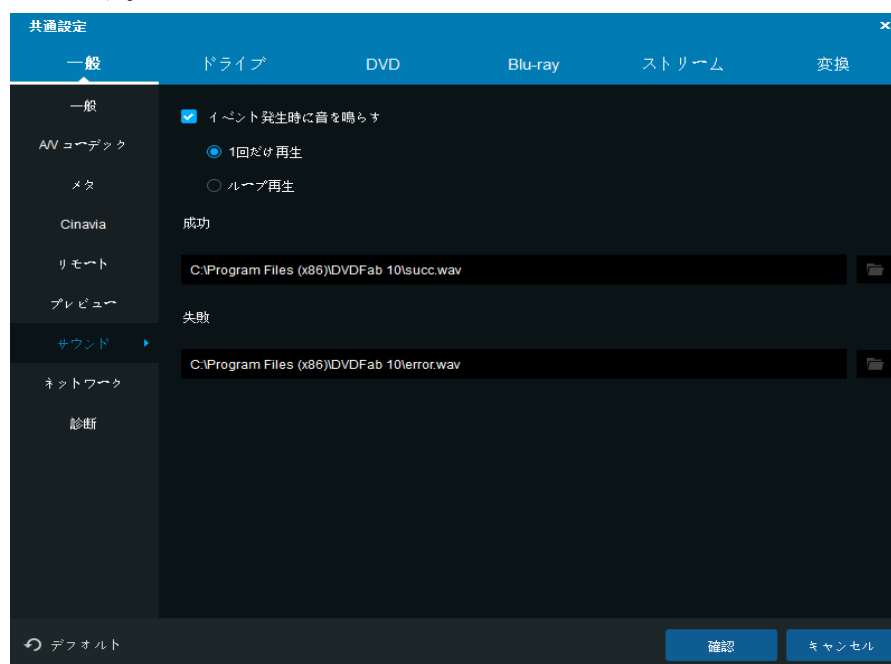 共通設定
×
一般 ドライブ DVD Blu-ray ストリーム 変換
一般
A/V コーデック
メタ
Cinavia
リモート
プレビュー
サウンド
ネットワーク
診断
イベント発生時に音を鳴らす
1回だけ再生
ループ再生
成功
C:\Program Files (x86)\DVDFab 10\succ.wav
失敗
C:\Program Files (x86)\DVDFab 10\error.wav
デフォルト
確認
キャンセル